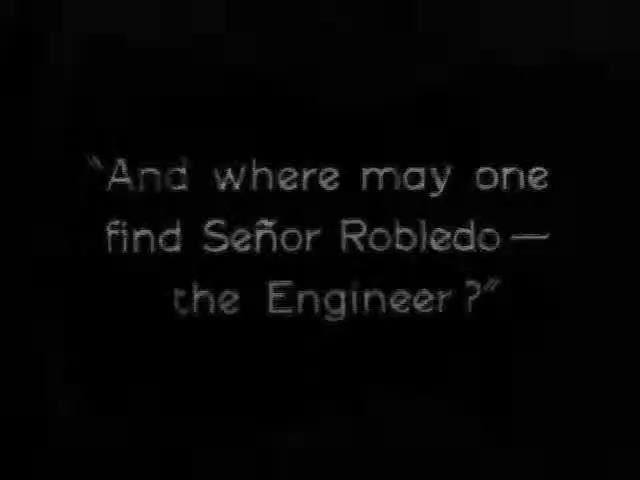 "And where may one
find Señor Robledo —
the Engineer?"